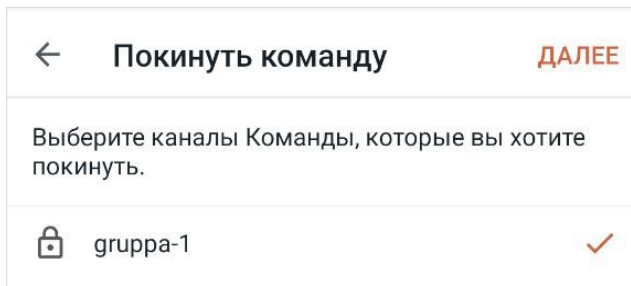 Покинуть команду
ДАЛЕЕ
Выберите каналы Команды, которые вы хотите
покинуть.
gruppa-1